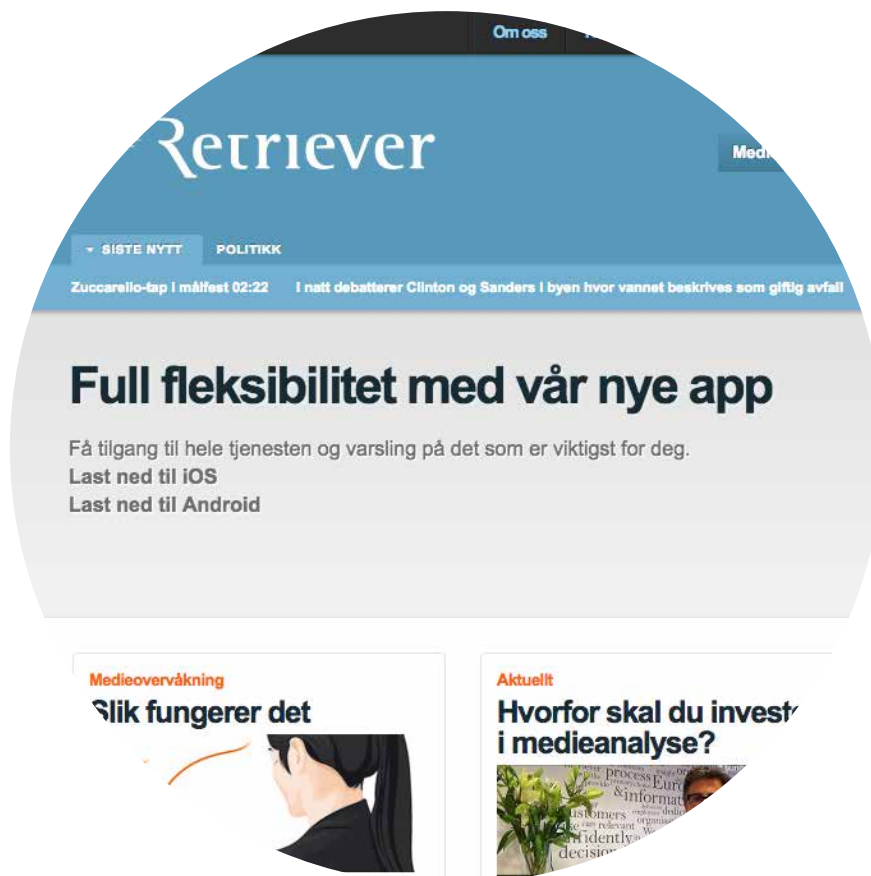 Om oss
Retriever
SISTE NYTT POLITIKK
Zuccarello-tap i målfest 02:22 I natt debatterer Clinton og Sanders i byen hvor vannet beskrives som giftig avfall
Full fleksibilitet med vår nye app
Få tilgang til hele tjenesten og varsling på det som er viktigst for deg.
Last ned til iOS
Last ned til Android
Medieovervåkning
Slik fungerer det
Aktuellt
Hvorfor skal du
i medieanalyse?
process
decision